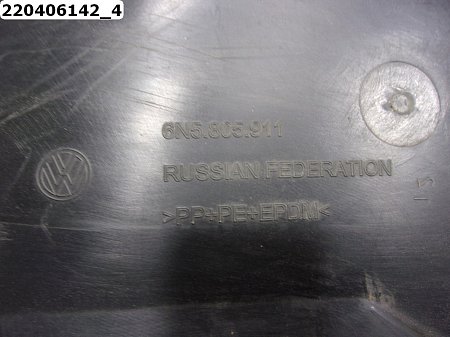 220406142_4
6N5.805.911
RUSSIAN FEDERATION
>PP+PE+EPDM<